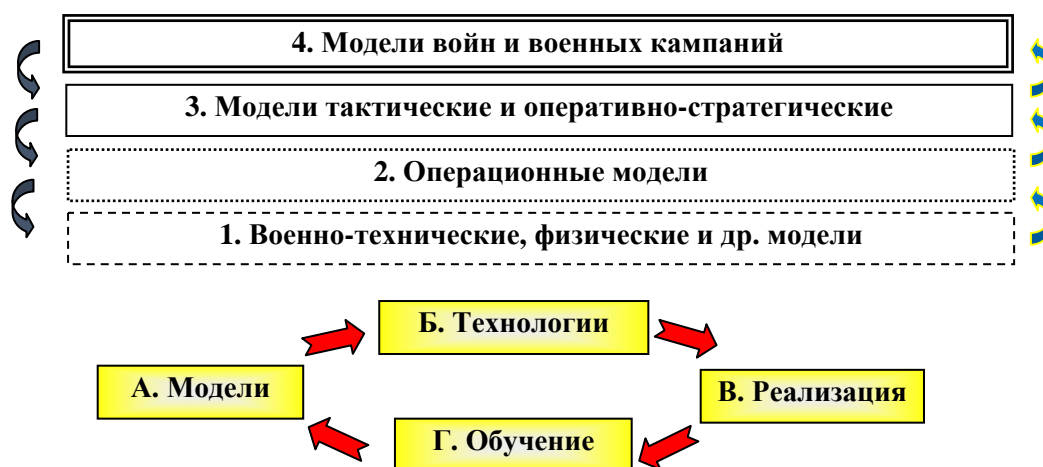 4. Модели войн и военных кампаний
3. Модели тактические и оперативно-стратегические
2. Операционные модели
1. Военно-технические, физические и др. модели
Б. Технологии
А. Модели
В. Реализация
Г. Обучение